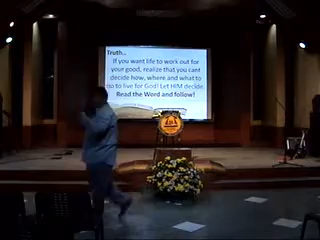 Truth..
If you want life to work out for
your good, realize that you cant
decide how, where and what to
go to live for God! Let HIM decide.
Read the Word and follow!